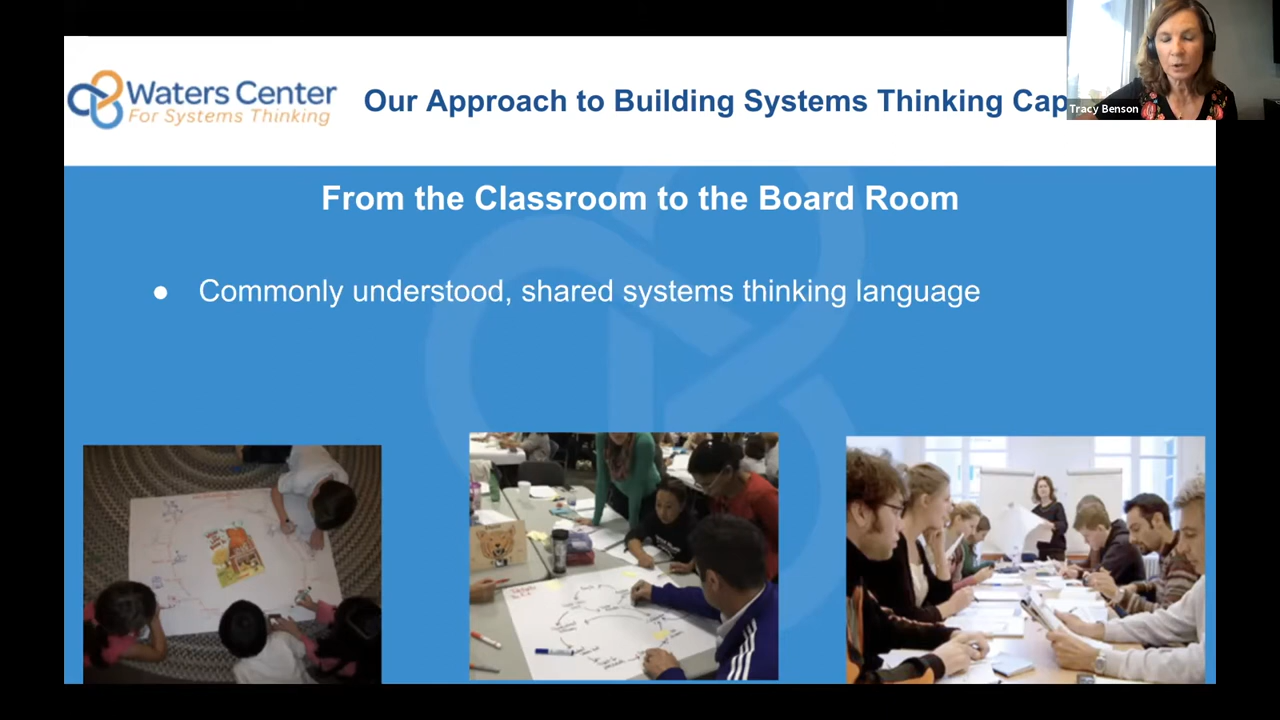 Waters Center
For Systems Thinking
Our Approach to Building Systems Thinking Cap
Tracy Benson
From the Classroom to the Board Room
● Commonly understood, shared systems thinking language